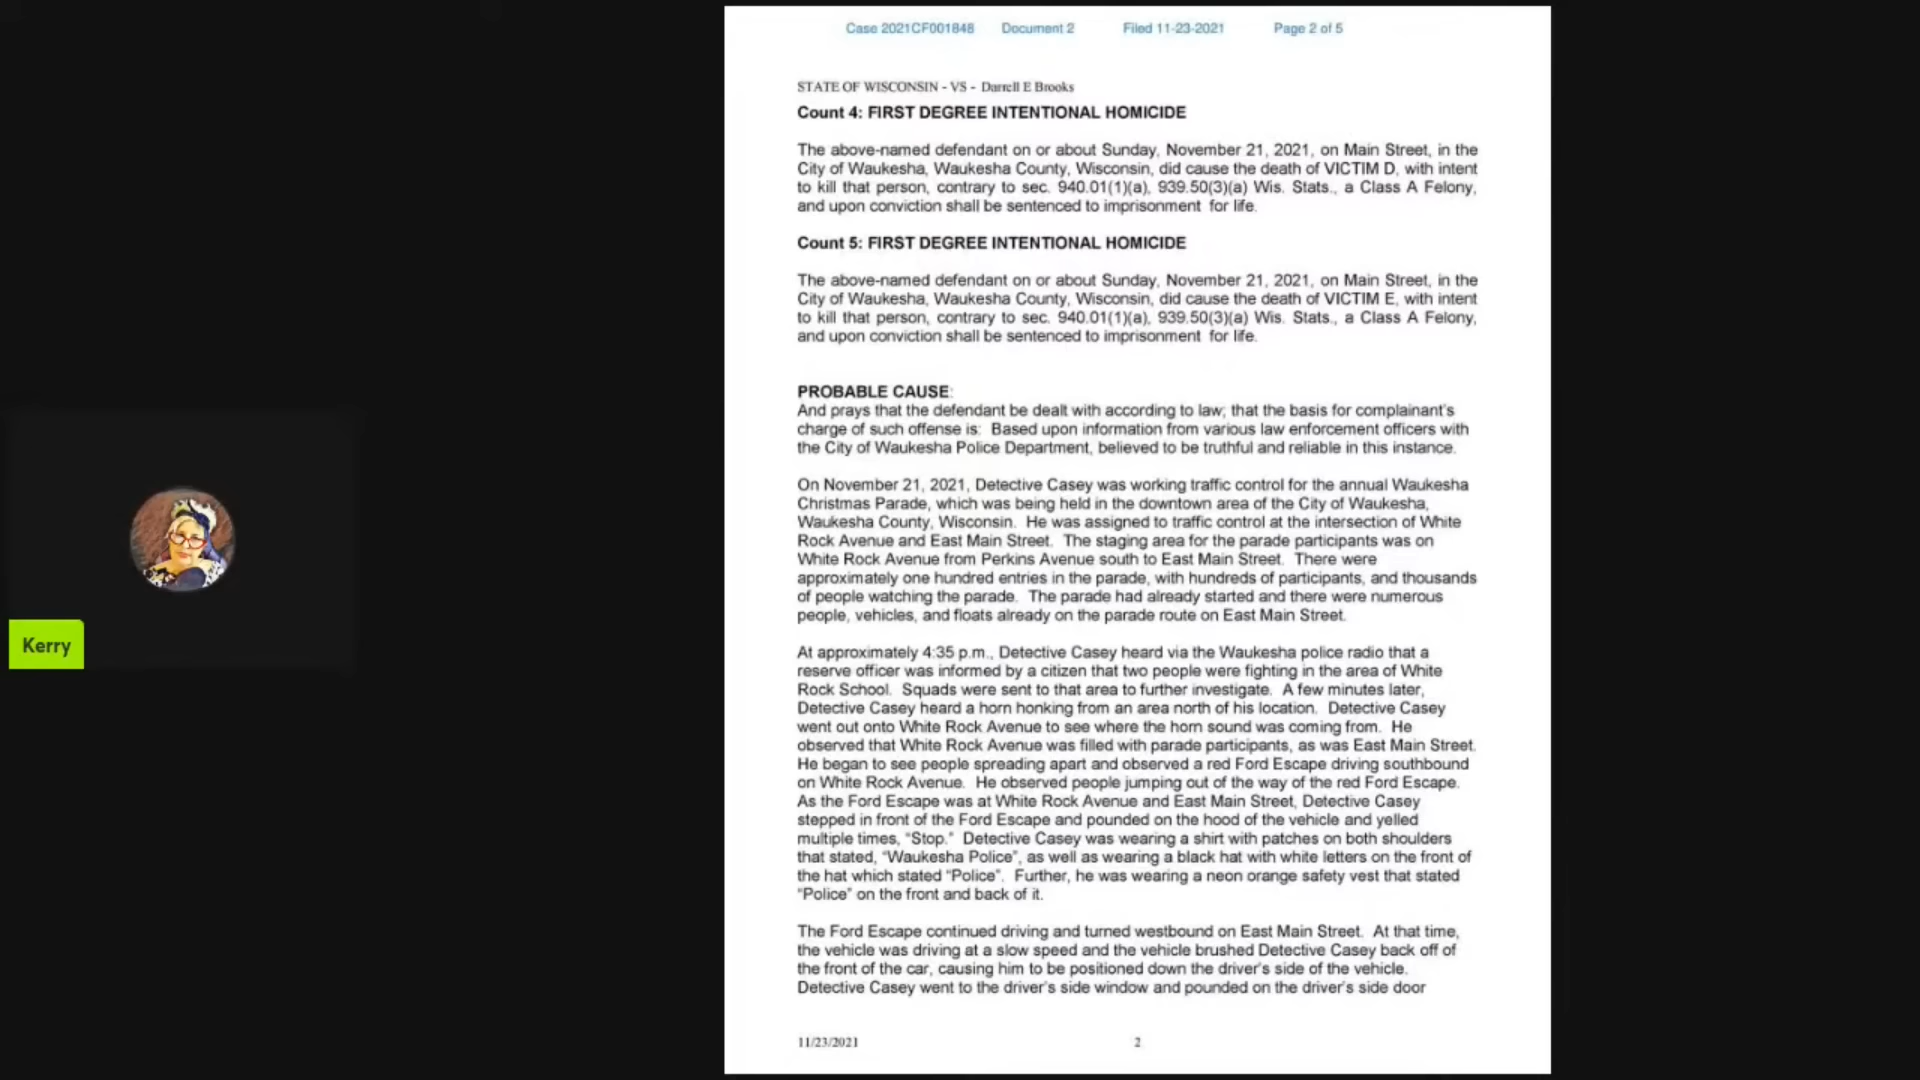 Case 2021CF001848 Document 2 Filed 11-23-2021 Page 2 of 5
STATE OF WISCONSIN - VS - Darrell E Brooks
Count 4: FIRST DEGREE INTENTIONAL HOMICIDE
The above-named defendant on or about Sunday, November 21, 2021, on Main Street, in the
City of Waukesha, Waukesha County, Wisconsin, did cause the death of VICTIM D, with intent
to kill that person, contrary to sec. 940.01(1)(a), 939.50(3)(a) Wis. Stats., a Class A Felony,
and upon conviction shall be sentenced to imprisonment for life.
Count 5: FIRST DEGREE INTENTIONAL HOMICIDE
The above-named defendant on or about Sunday, November 21, 2021, on Main Street, in the
City of Waukesha, Waukesha County, Wisconsin, did cause the death of VICTIM E, with intent
to kill that person, contrary to sec. 940.01(1)(a), 939.50(3)(a) Wis. Stats., a Class A Felony,
and upon conviction shall be sentenced to imprisonment for life.
PROBABLE CAUSE:
And prays that the defendant be dealt with according to law; that the basis for complainant's
charge of such offense is: Based upon information from various law enforcement officers with
the City of Waukesha Police Department, believed to be truthful and reliable in this instance.
On November 21, 2021, Detective Casey was working traffic control for the annual Waukesha
Christmas Parade, which was being held in the downtown area of the City of Waukesha,
Waukesha County, Wisconsin. He was assigned to traffic control at the intersection of White
Rock Avenue and East Main Street. The staging area for the parade participants was on
White Rock Avenue from Perkins Avenue south to East Main Street. There were
approximately one hundred entries in the parade, with hundreds of participants, and thousands
of people watching the parade. The parade had already started and there were numerous
people, vehicles, and floats already on the parade route on East Main Street.
At approximately 4:35 p.m., Detective Casey heard via the Waukesha police radio that a
reserve officer was informed by a citizen that two people were fighting in the area of White
Rock School. Squads were sent to that area to further investigate. A few minutes later,
Detective Casey heard a horn honking from an area north of his location. Detective Casey
went out onto White Rock Avenue to see where the horn sound was coming from. He
observed that White Rock Avenue was filled with parade participants, as was East Main Street.
He began to see people spreading apart and observed a red Ford Escape driving southbound
on White Rock Avenue. He observed people jumping out of the way of the red Ford Escape.
As the Ford Escape was at White Rock Avenue and East Main Street, Detective Casey
stepped in front of the Ford Escape and pounded on the hood of the vehicle and yelled
multiple times, “Stop.” Detective Casey was wearing a shirt with patches on both shoulders
that stated, “Waukesha Police”, as well as wearing a black hat with white letters on the front of
the hat which stated “Police”. Further, he was wearing a neon orange safety vest that stated
“Police” on the front and back of it.
The Ford Escape continued driving and turned westbound on East Main Street. At that time,
the vehicle was driving at a slow speed and the vehicle brushed Detective Casey back off of
the front of the car, causing him to be positioned down the driver's side of the vehicle.
Detective Casey went to the driver's side window and pounded on the driver's side door
11/23/2021 2
Kerry